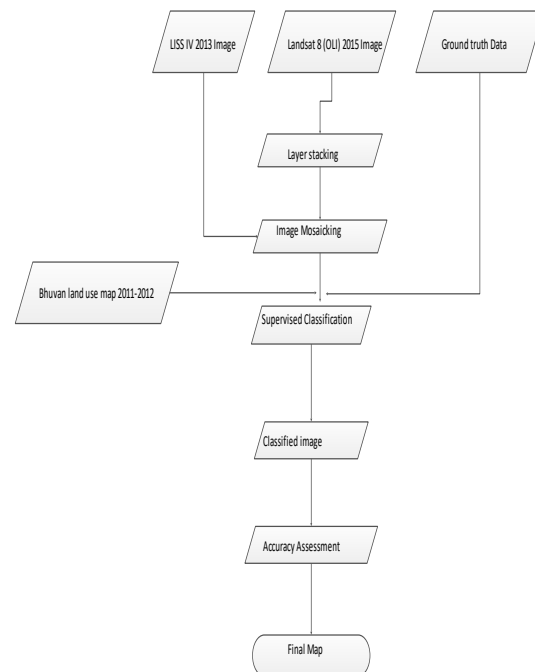 LISS IV 2013 Image
Landsat 8 (OLI) 2015 Image
Ground truth Data
Layer stacking
Image Mosaicking
Bhuvan land use map 2011-2012
Supervised Classification
Classified image
Accuracy Assessment
Final Map